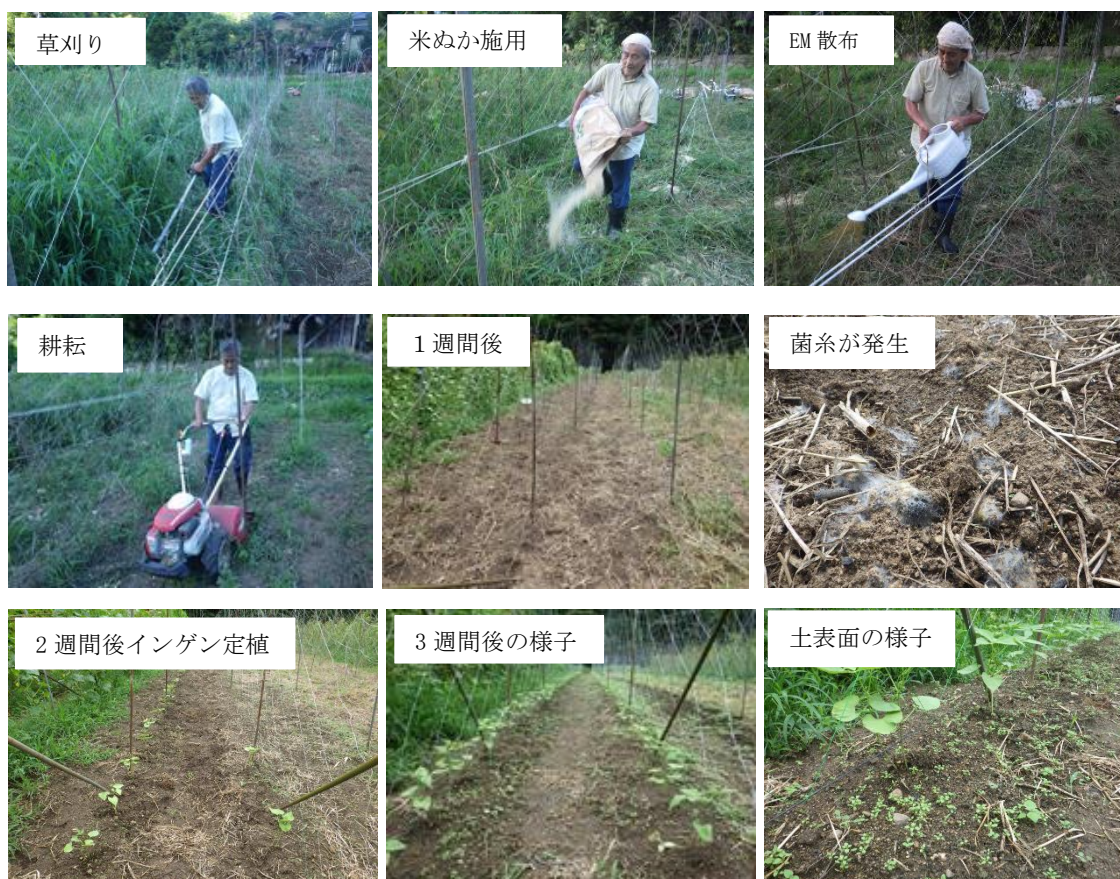 草刈り
米ぬか施用
EM 散布
耕耘
1 週間後
菌糸が発生
2 週間後インゲン定植
3 週間後の様子
土表面の様子